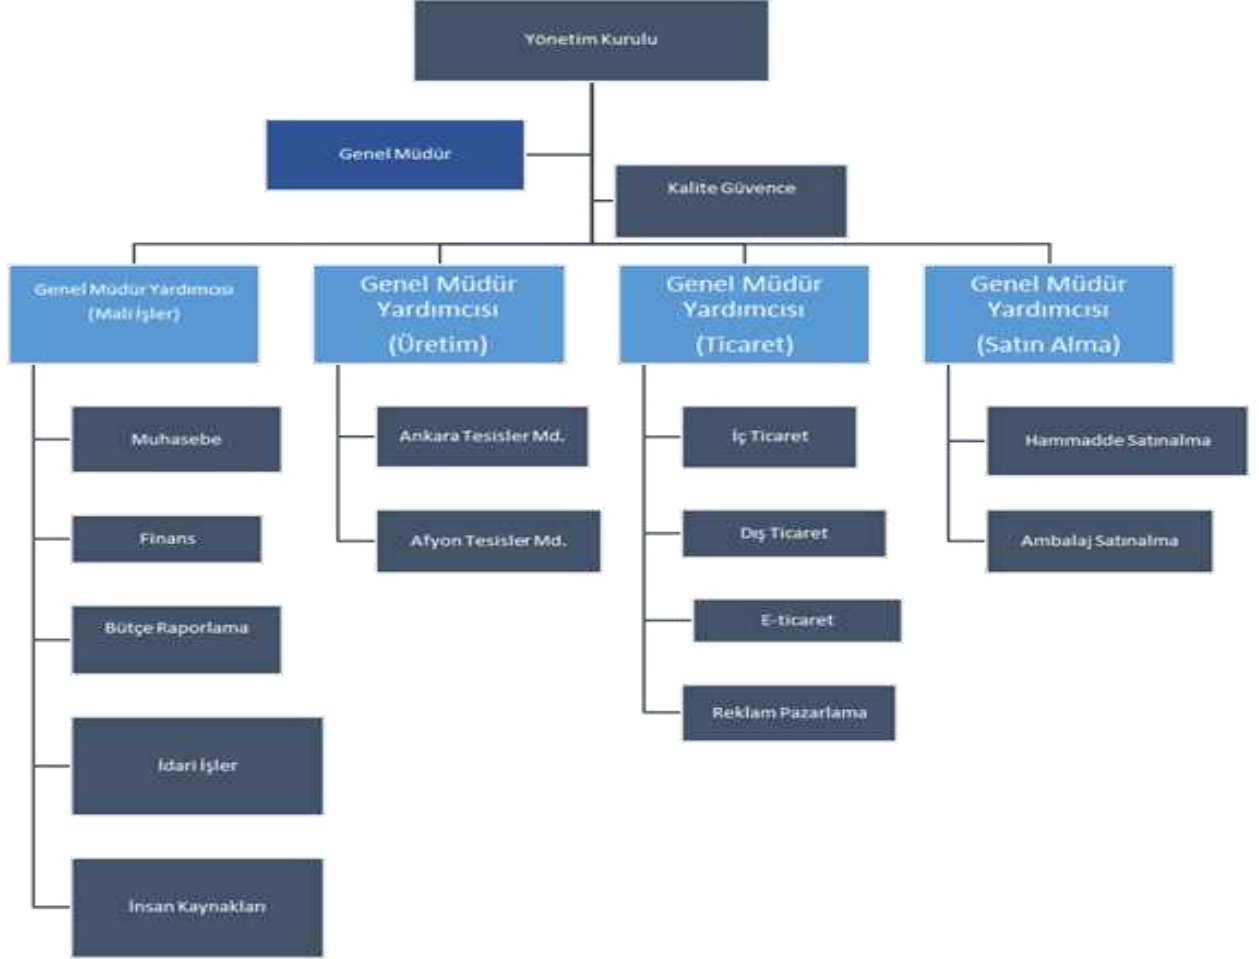 Yönetim Kurulu
Genel Müdür
Kalite Güvence
Genel Müdür Yardımcısı
(Mali İşler)
Genel Müdür
Yardımcısı
(Üretim)
Genel Müdür
Yardımcısı
(Ticaret)
Genel Müdür
Yardımcısı
(Satın Alma)
Muhasebe
Finans
Bütçe Raporlama
İdari İşler
İnsan Kaynakları
Ankara Tesisler Md.
Afyon Tesisler Md.
İç Ticaret
Dış Ticaret
E-ticaret
Reklam Pazarlama
Hammadde Satınalma
Ambalaj Satınalma